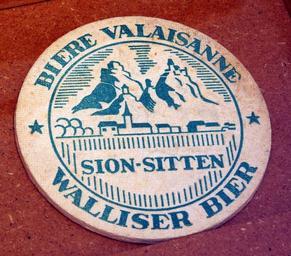 BIERE VALAISANNE
SION-SITTEN
WALLISER BIER